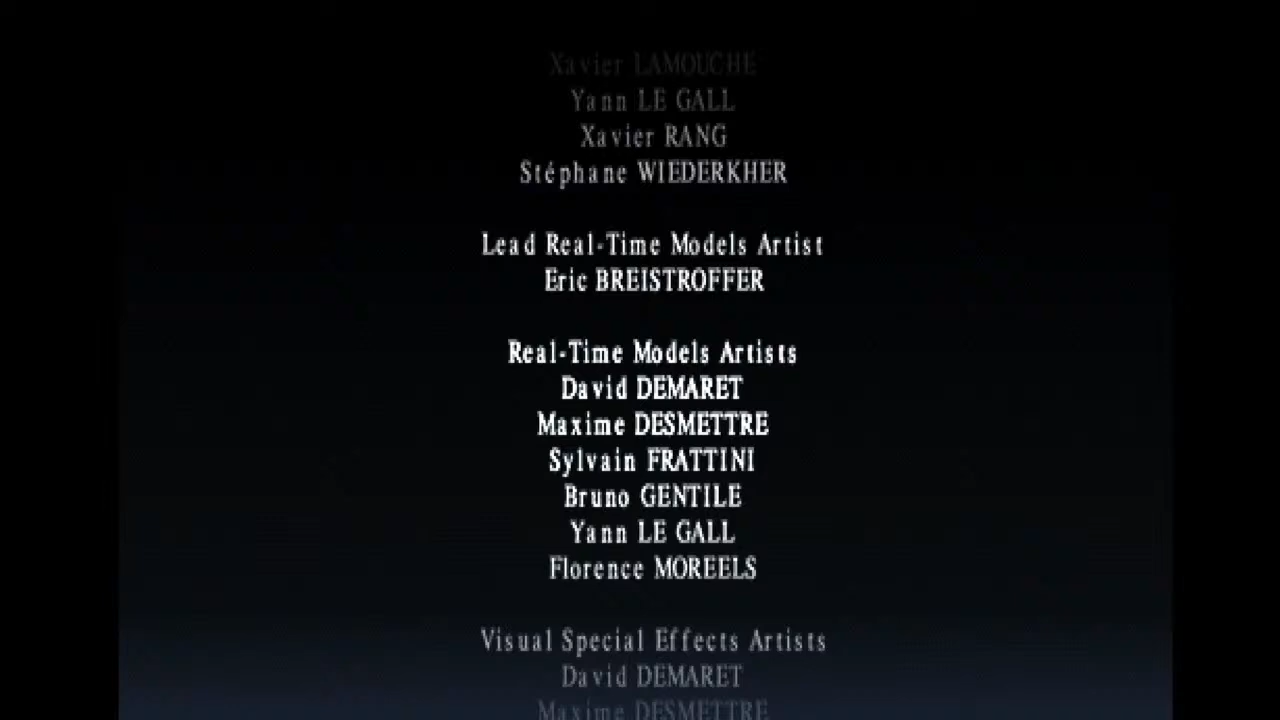 Xavier LAMOUCHE
Yann LE GALL
Xavier RANG
Stéphane WIEDERKHER
Lead Real-Time Models Artist
Eric BREISTROFFER
Real-Time Models Artists
David DEMARET
Maxime DESMETTRE
Sylvain FRATTINI
Bruno GENTILE
Yann LE GALL
Florence MOREELS
Visual Special Effects Artists
David DEMARET
Maxime DESMETTRE